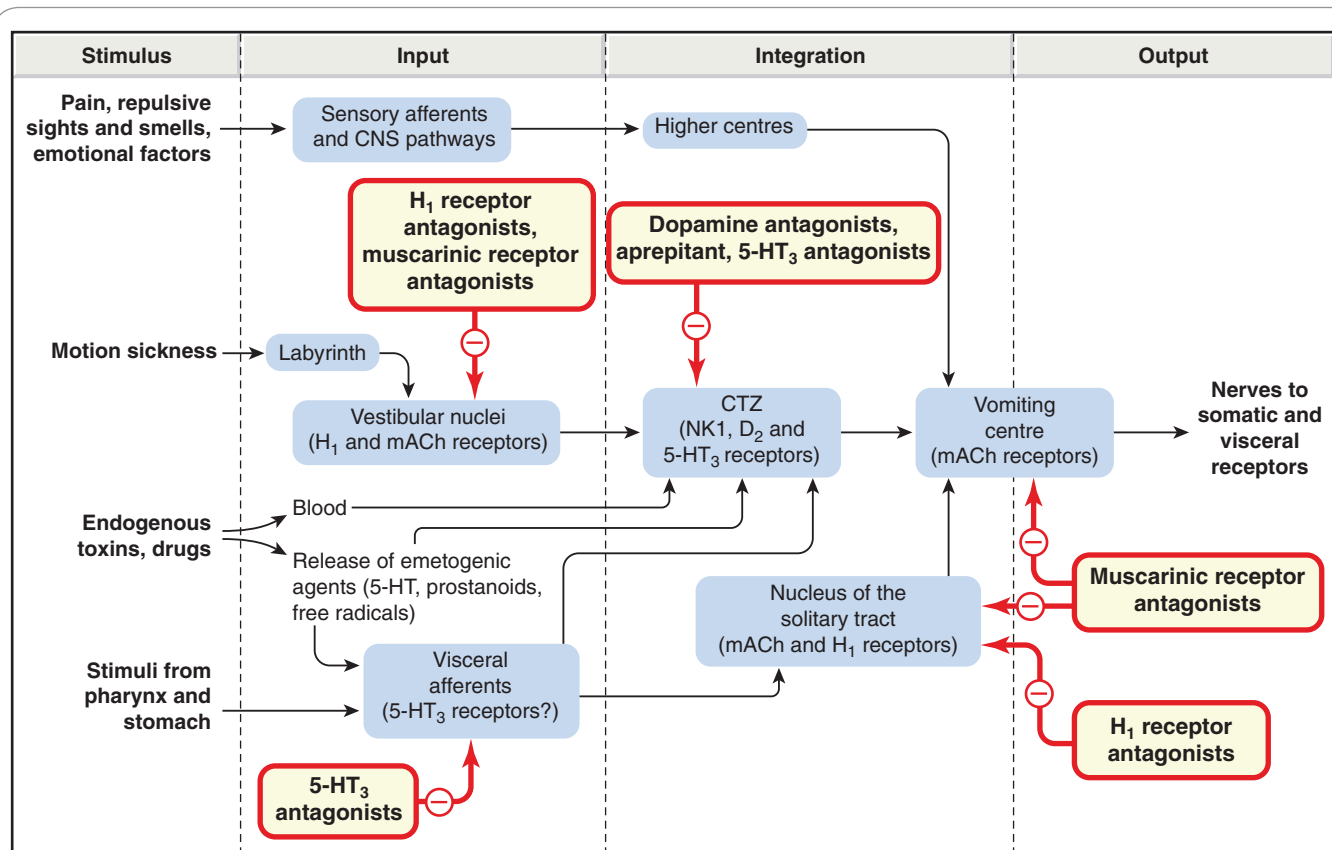 Stimulus
Input
Integration
Output
Pain, repulsive
sights and smells,
emotional factors
Sensory afferents
and CNS pathways
Higher centres
H₁ receptor
antagonists,
muscarinic receptor
antagonists
Dopamine antagonists,
aprepitant, 5-HT₃ antagonists
Motion sickness
Labyrinth
Vestibular nuclei
(H₁ and mACh receptors)
CTZ
(NK1, D₂ and
5-HT₃ receptors)
Vomiting
centre
(mACh receptors)
Nerves to
somatic and
visceral
receptors
Endogenous
toxins, drugs
Blood
Release of emetogenic
agents (5-HT, prostanoids,
free radicals)
Nucleus of the
solitary tract
(mACh and H₁ receptors)
Muscarinic receptor
antagonists
Stimuli from
pharynx and
stomach
Visceral
afferents
(5-HT₃ receptors?)
H₁ receptor
antagonists
5-HT₃
antagonists